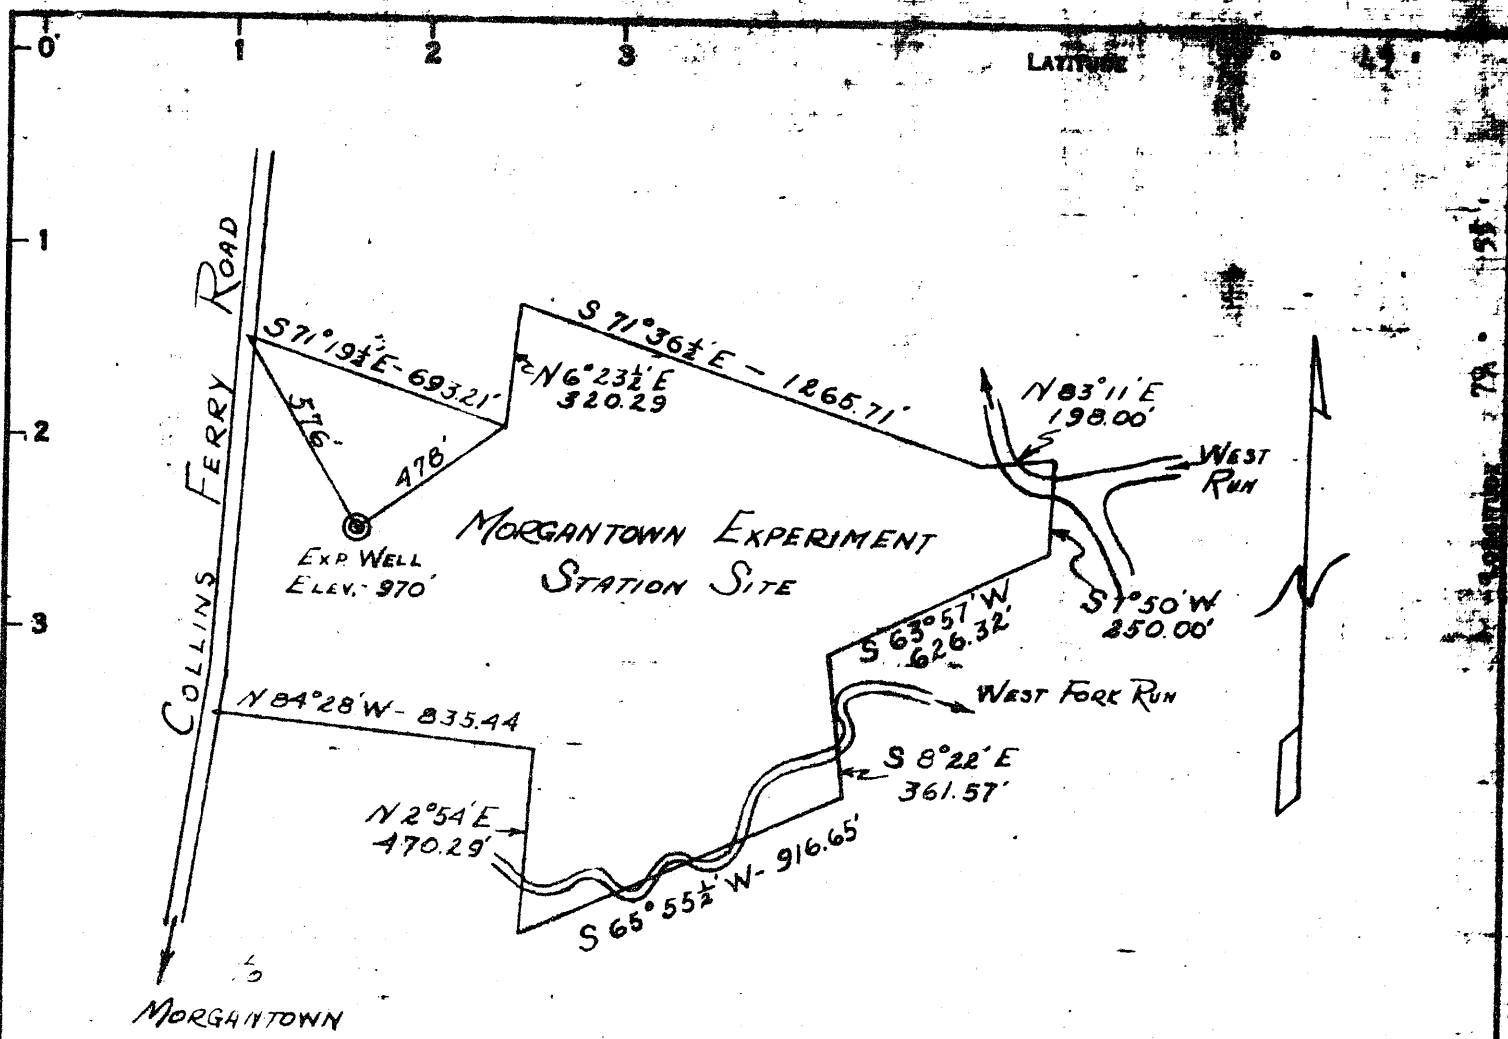 0' 1 2 3
LATITUDE
1
2
3
COLLINS FERRY ROAD
S 71° 19½' E - 693.21'
576'
478'
N 6° 23½' E
320.29
S 71° 36½' E - 1265.71'
N 83° 11' E
198.00'
WEST
RUN
EXP. WELL
ELEV. - 970'
MORGANTOWN EXPERIMENT
STATION SITE
S 7° 50' W
250.00'
S 63° 57' W
626.32'
WEST FORK RUN
S 8° 22' E
361.57'
N 84° 28' W - 835.44
N 2° 54' E
470.29'
S 65° 55½' W - 916.65'
N
MORGANTOWN